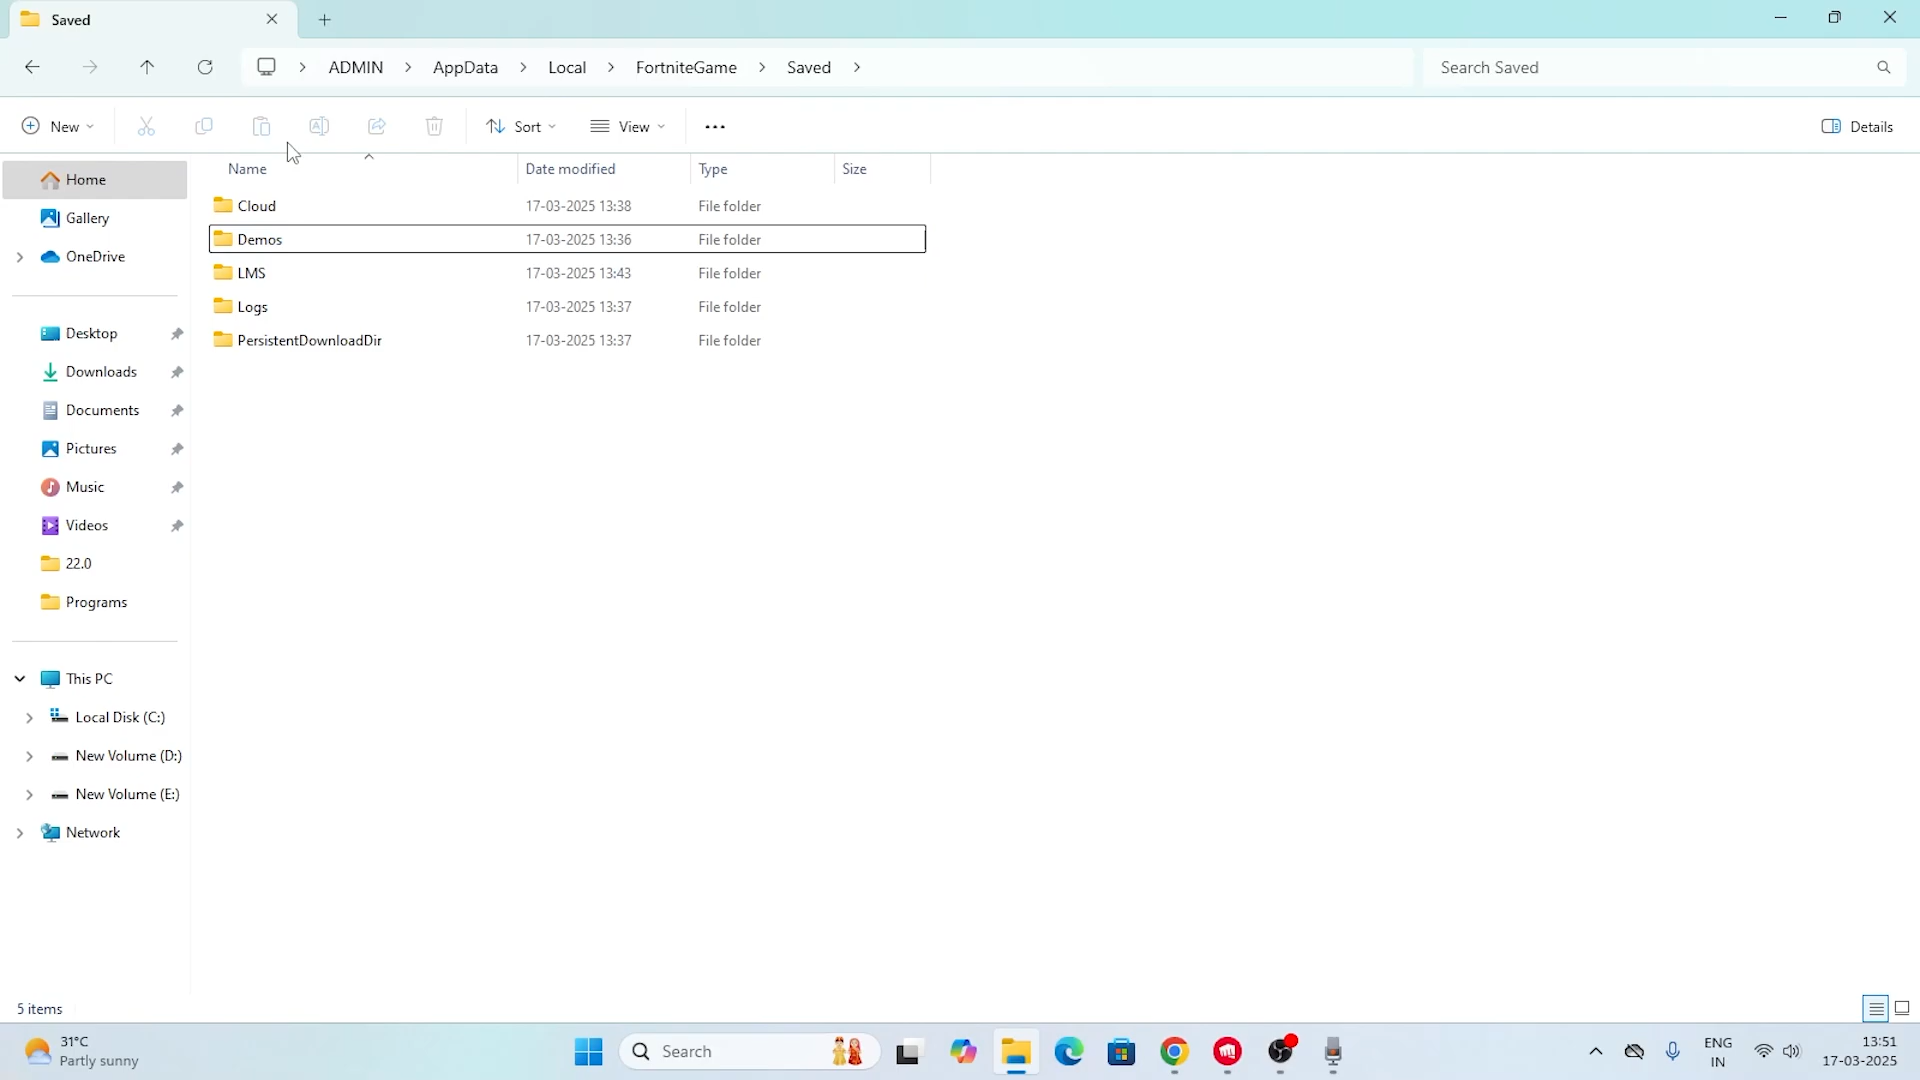 Saved
ADMIN > AppData > Local > FortniteGame > Saved >
Search Saved
New
Sort
View
Details
Name
Date modified
Type
Size
Cloud 17-03-2025 13:38 File folder
Demos 17-03-2025 13:36 File folder
LMS 17-03-2025 13:43 File folder
Logs 17-03-2025 13:37 File folder
PersistentDownloadDir 17-03-2025 13:37 File folder
Home
Gallery
OneDrive
Desktop
Downloads
Documents
Pictures
Music
Videos
22.0
Programs
This PC
Local Disk (C:)
New Volume (D:)
New Volume (E:)
Network
5 items
31°C
Partly sunny
Search
ENG
IN
13:51
17-03-2025